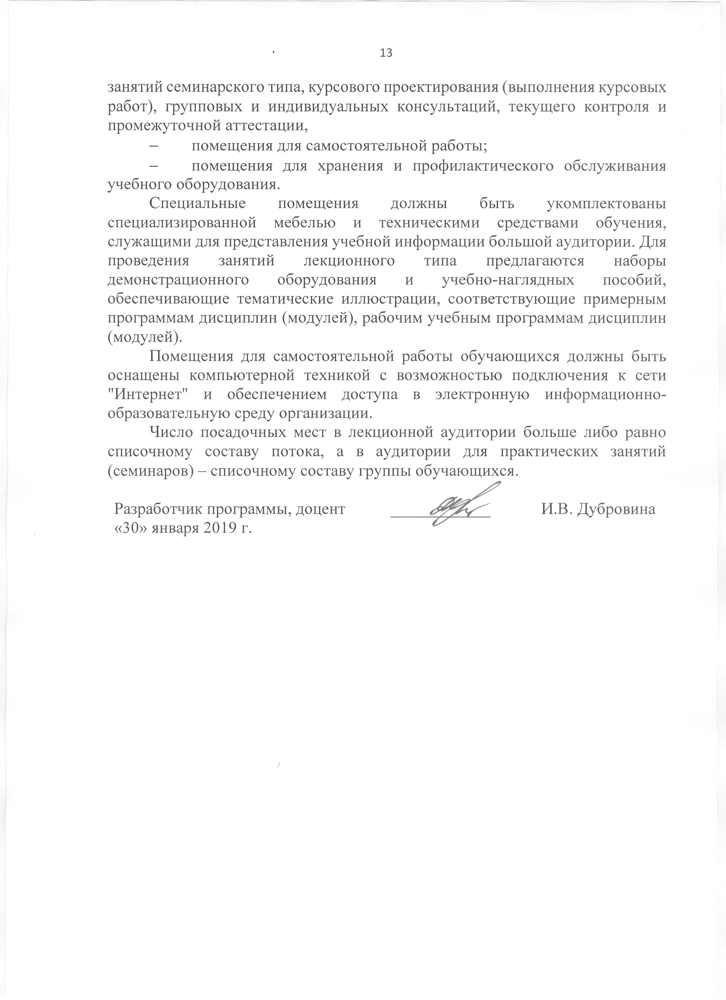 13
занятий семинарского типа, курсового проектирования (выполнения курсовых
работ), групповых и индивидуальных консультаций, текущего контроля и
промежуточной аттестации,
– помещения для самостоятельной работы;
– помещения для хранения и профилактического обслуживания
учебного оборудования.
Специальные помещения должны быть укомплектованы
специализированной мебелью и техническими средствами обучения,
служащими для представления учебной информации большой аудитории. Для
проведения занятий лекционного типа предлагаются наборы
демонстрационного оборудования и учебно-наглядных пособий,
обеспечивающие тематические иллюстрации, соответствующие примерным
программам дисциплин (модулей), рабочим учебным программам дисциплин
(модулей).
Помещения для самостоятельной работы обучающихся должны быть
оснащены компьютерной техникой с возможностью подключения к сети
"Интернет" и обеспечением доступа в электронную информационно-
образовательную среду организации.
Число посадочных мест в лекционной аудитории больше либо равно
списочному составу потока, а в аудитории для практических занятий
(семинаров) – списочному составу группы обучающихся.
Разработчик программы, доцент ____________ И.В. Дубровина
«30» января 2019 г.